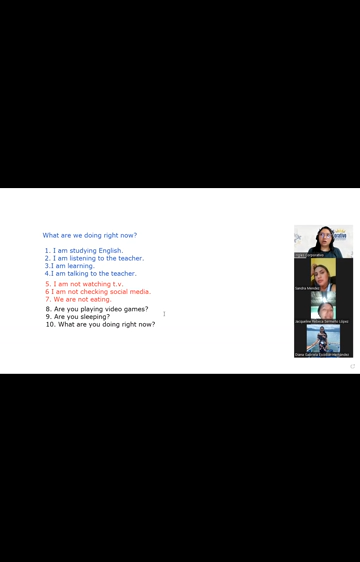 What are we doing right now?
1. I am studying English.
2. I am listening to the teacher.
3.I am learning.
4.I am talking to the teacher.
5. I am not watching t.v.
6.I am not checking social media.
7. We are not eating.
8. Are you playing video games?
9. Are you sleeping?
10. What are you doing right now?
Sandra Mendez